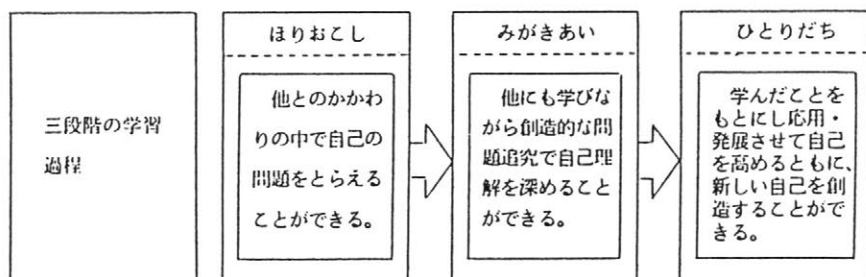 三段階の学習
過程
ほりおこし
他とのかかわ
りの中で自己の
問題をとらえる
ことができる。
みがきあい
他にも学びな
がら創造的な問
題追究で自己理
解を深めること
ができる。
ひとりだち
学んだことを
もとにし応用・
発展させて自己
を高めるともに、
新しい自己を創
造することがで
きる。